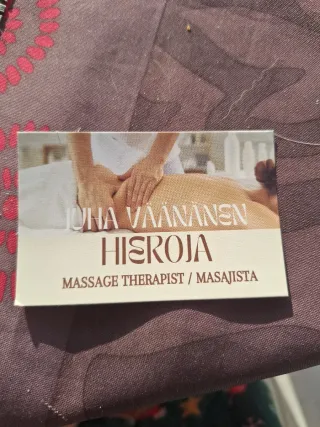 JUHA VÄÄNÄNEN
HIEROJA
MASSAGE THERAPIST / MASAJISTA